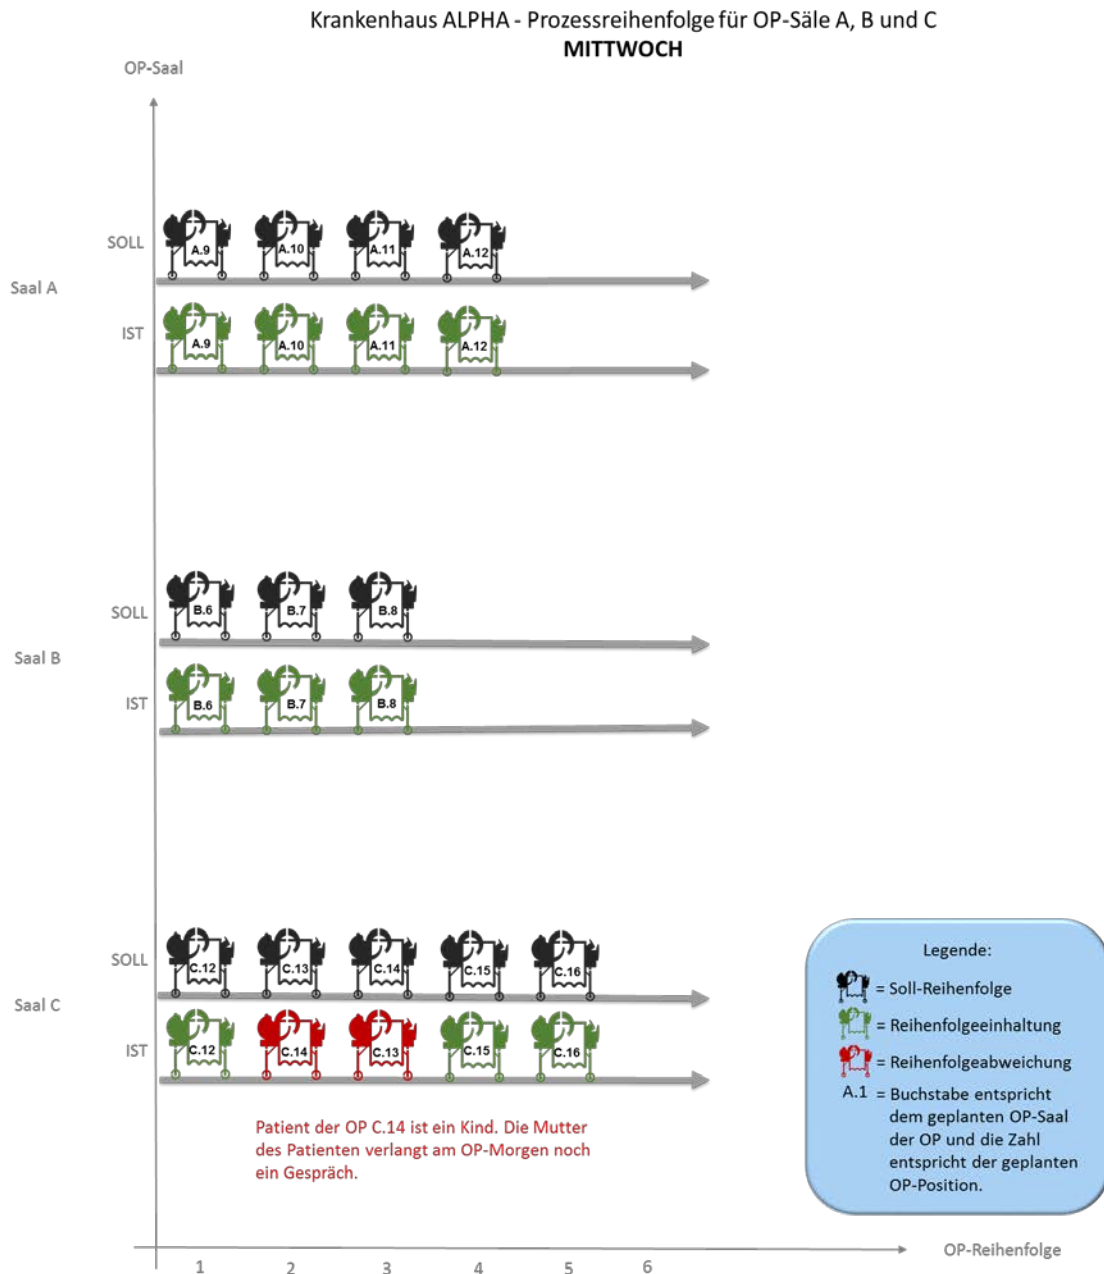 Krankenhaus ALPHA - Prozessreihenfolge für OP-Säle A, B und C
MITTWOCH
OP-Saal
Saal A
SOLL
A.9 A.10 A.11 A.12
IST
A.9 A.10 A.11 A.12
Saal B
SOLL
B.6 B.7 B.8
IST
B.6 B.7 B.8
Saal C
SOLL
C.12 C.13 C.14 C.15 C.16
IST
C.12 C.14 C.13 C.15 C.16
Patient der OP C.14 ist ein Kind. Die Mutter
des Patienten verlangt am OP-Morgen noch
ein Gespräch.
Legende:
= Soll-Reihenfolge
= Reihenfolgeeinhaltung
= Reihenfolgeabweichung
A.1 = Buchstabe entspricht
dem geplanten OP-Saal
der OP und die Zahl
entspricht der geplanten
OP-Position.
OP-Reihenfolge
1 2 3 4 5 6